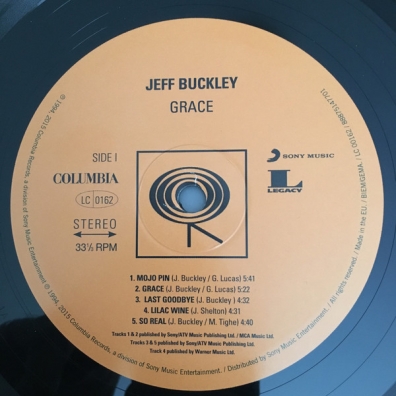 JEFF BUCKLEY
GRACE
SIDE I
COLUMBIA
LC 0162
STEREO
33⅓ RPM
SONY MUSIC
L
LEGACY
1. MOJO PIN (J. Buckley / G. Lucas) 5:41
2. GRACE (J. Buckley / G. Lucas) 5:22
3. LAST GOODBYE (J. Buckley ) 4:32
4. LILAC WINE (J. Shelton) 4:31
5. SO REAL (J. Buckley / M. Tighe) 4:40
Tracks 1 & 2 published by Sony/ATV Music Publishing / MCA Music Ltd.
Tracks 3 & 5 published by Sony/ATV Music Publishing.
Track 4 published by Warner Music Ltd.
℗ 1994, 2015 Columbia Records, a division of Sony Music Entertainment © 1994, 2015 Columbia Records, a division of Sony Music Entertainment. / Distributed by Sony Music Entertainment. / All rights reserved. / Made in the EU. / BIEM/GEMA. / LC 00162 / 88875147701